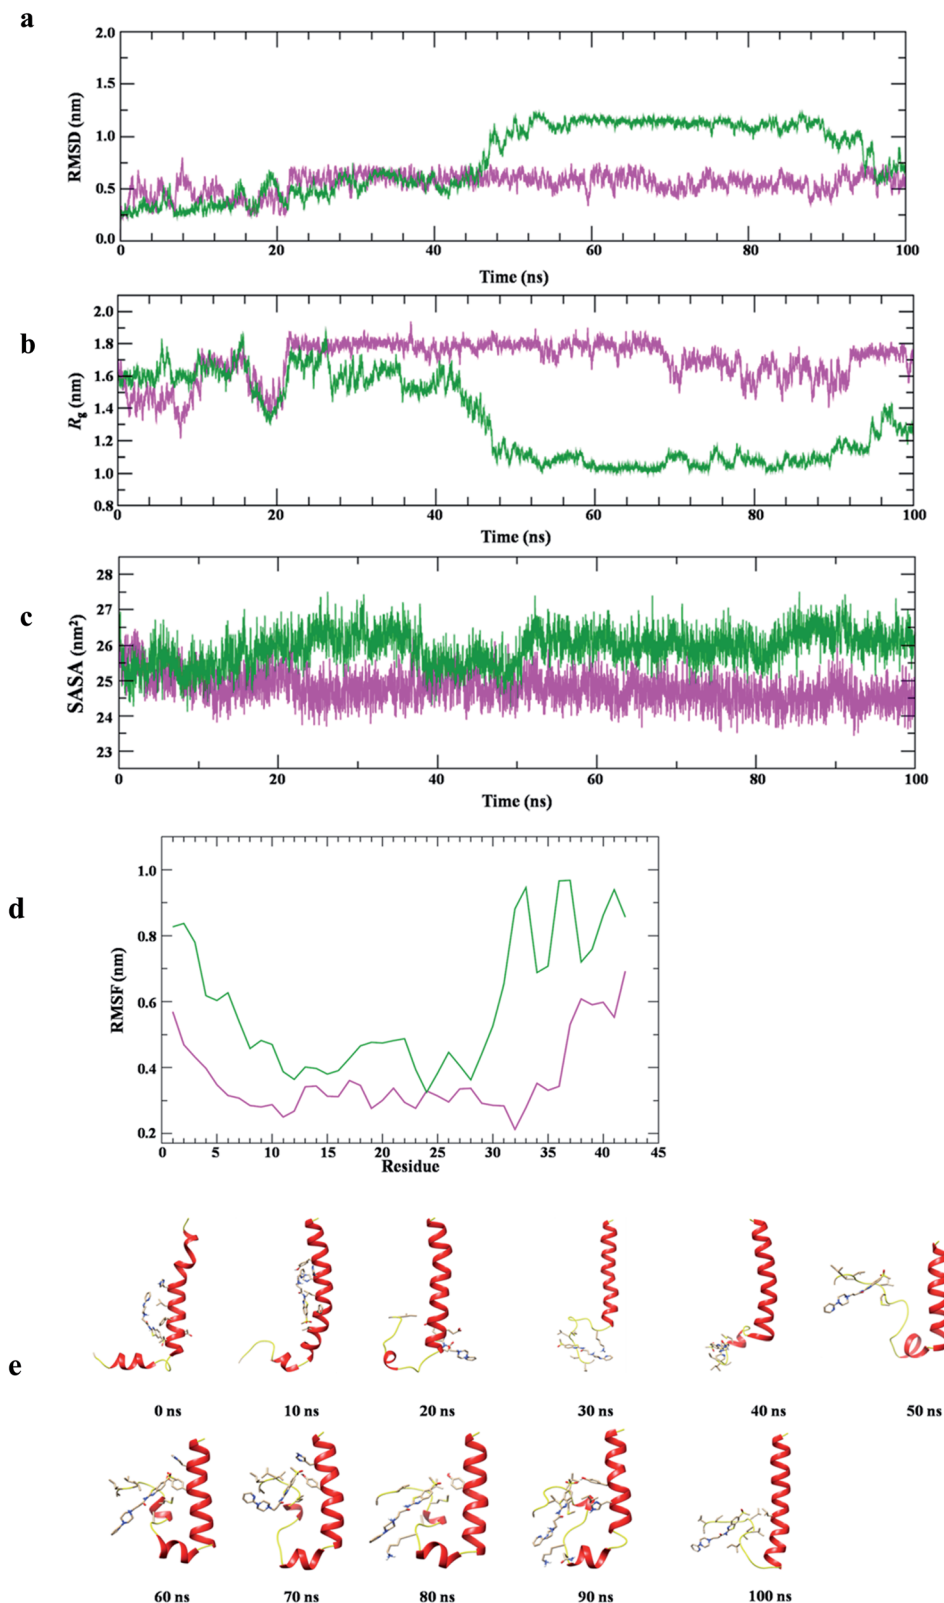 a
RMSD (nm)
2.0
1.5
1.0
0.5
0.0
0 20 40 60 80 100
Time (ns)
b
Rg (nm)
2.0
1.8
1.6
1.4
1.2
1.0
0.8
0 20 40 60 80 100
Time (ns)
c
SASA (nm²)
28
27
26
25
24
23
0 20 40 60 80 100
Time (ns)
d
RMSF (nm)
1.0
0.8
0.6
0.4
0.2
0 5 10 15 20 25 30 35 40 45
Residue
e
0 ns 10 ns 20 ns 30 ns 40 ns 50 ns
60 ns 70 ns 80 ns 90 ns 100 ns